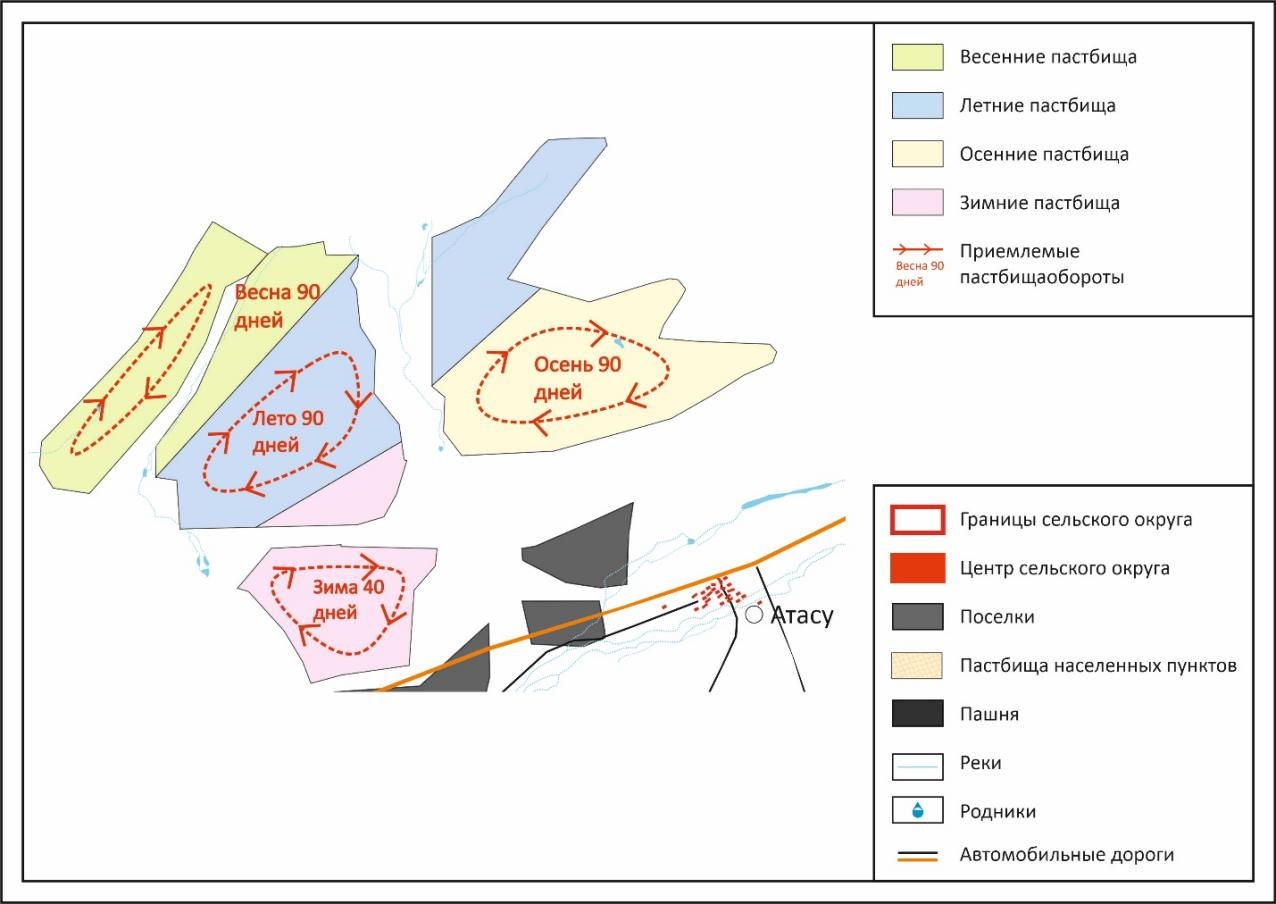 Весенние пастбища
Летние пастбища
Осенние пастбища
Зимние пастбища
Весна 90
дней
Приемлемые
пастбищаобороты
Весна 90
дней
Осень 90
дней
Лето 90
дней
Зима 40
дней
Атасу
Границы сельского округа
Центр сельского округа
Поселки
Пастбища населенных пунктов
Пашня
Реки
Родники
Автомобильные дороги